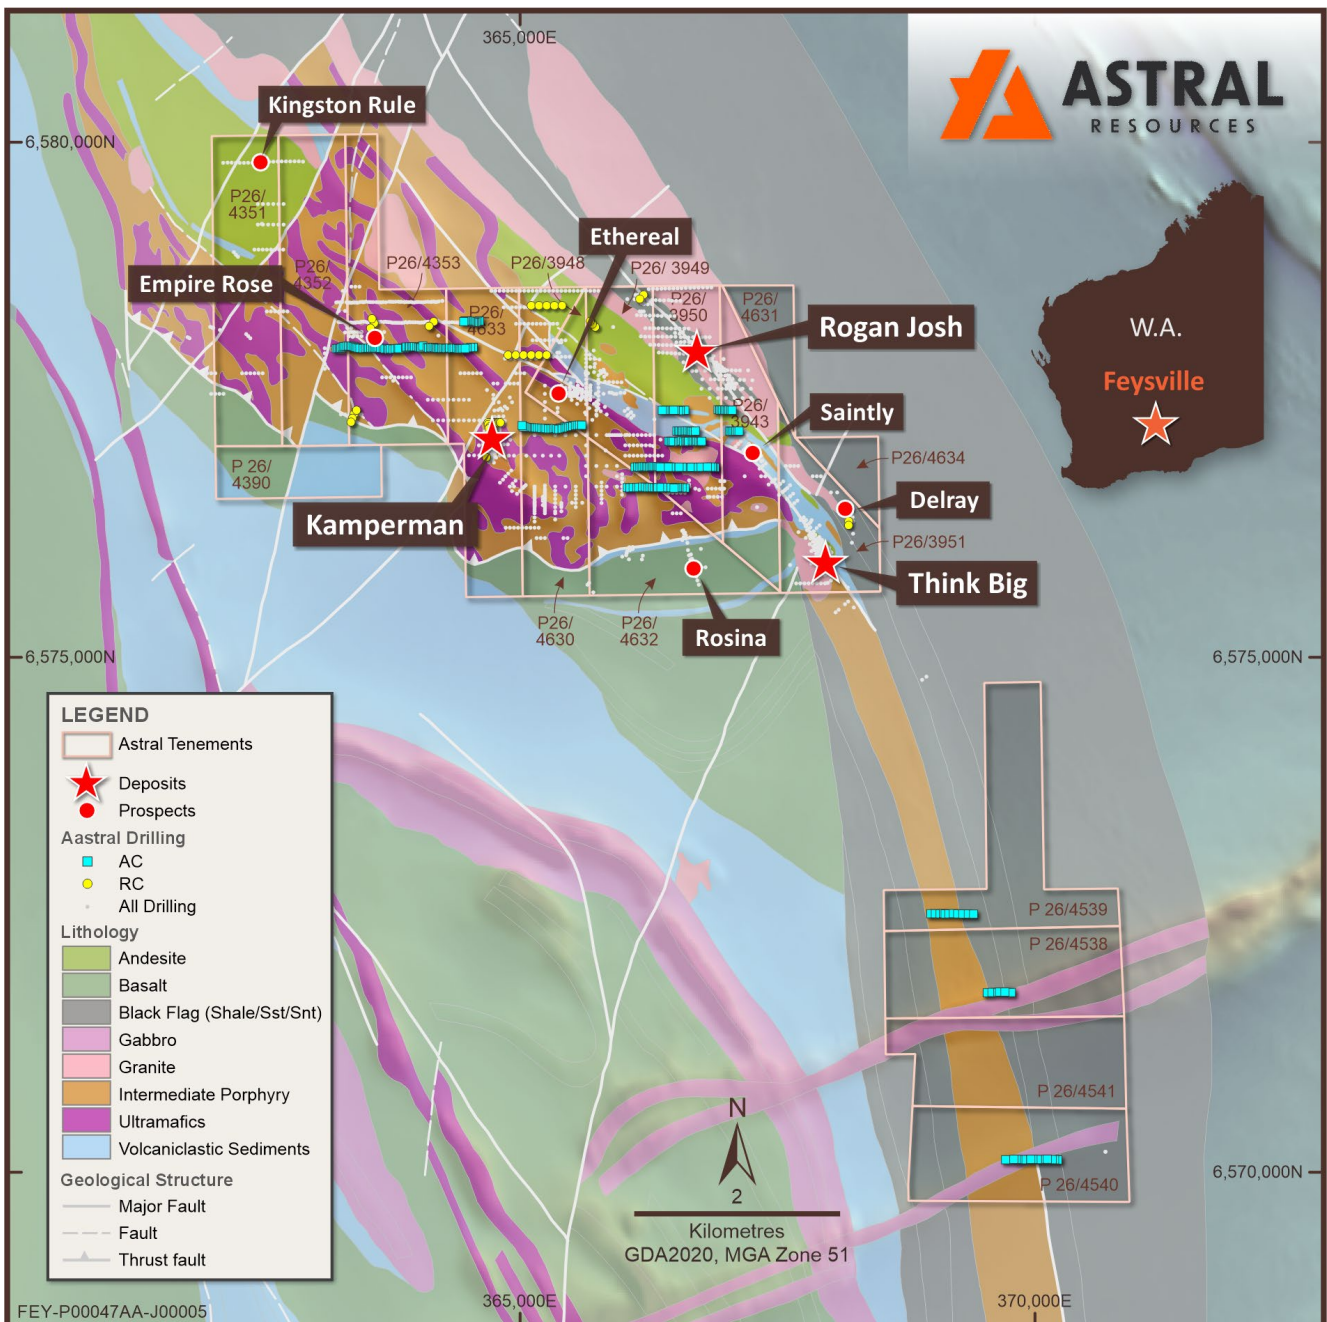 365,000E
ASTRAL
RESOURCES
Kingston Rule
6,580,000N
P26/
4351
Ethereal
P26/4353
P26/3948
P26/ 3949
P26/
4352
Empire Rose
P26/
3950
P26/
4631
P26/
4633
Rogan Josh
W.A.
Feysville
P26/
3943
Saintly
P26/4634
P 26/
4390
Delray
Kamperman
P26/3951
Think Big
P26/
4630
P26/
4632
Rosina
6,575,000N
6,575,000N
LEGEND
Astral Tenements
Deposits
Prospects
Aastral Drilling
AC
RC
All Drilling
Lithology
Andesite
Basalt
Black Flag (Shale/Sst/Snt)
Gabbro
Granite
Intermediate Porphyry
Ultramafics
Volcaniclastic Sediments
Geological Structure
Major Fault
Fault
Thrust fault
P 26/4539
P 26/4538
P 26/4541
P 26/4540
6,570,000N
N
2
Kilometres
GDA2020, MGA Zone 51
FEY-P00047AA-J00005
365,000E
370,000E